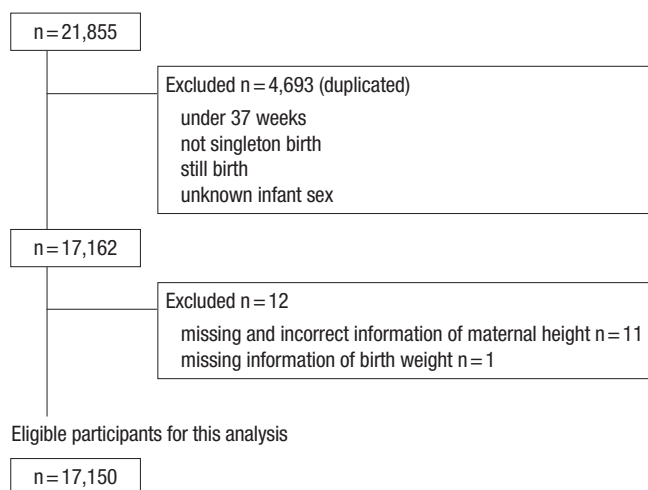 n = 21,855
Excluded n = 4,693 (duplicated)
under 37 weeks
not singleton birth
still birth
unknown infant sex
n = 17,162
Excluded n = 12
missing and incorrect information of maternal height n = 11
missing information of birth weight n = 1
Eligible participants for this analysis
n = 17,150